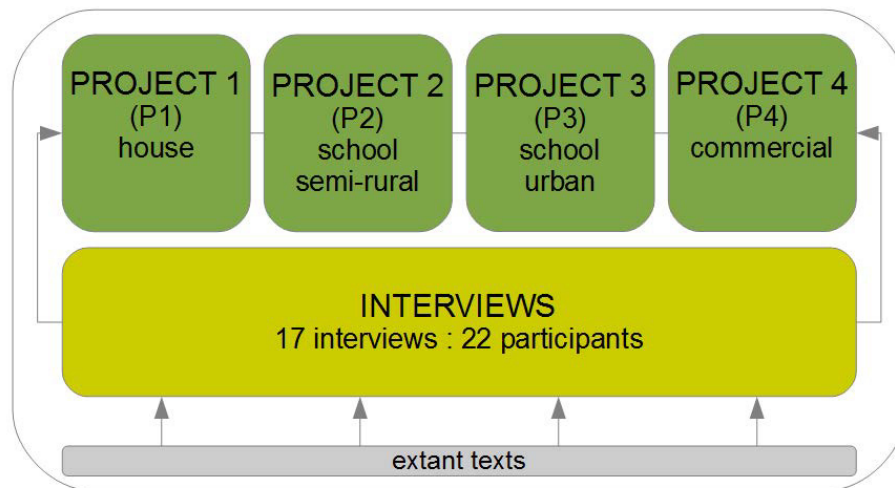 PROJECT 1
(P1)
house
PROJECT 2
(P2)
school
semi-rural
PROJECT 3
(P3)
school
urban
PROJECT 4
(P4)
commercial
INTERVIEWS
17 interviews : 22 participants
extant texts